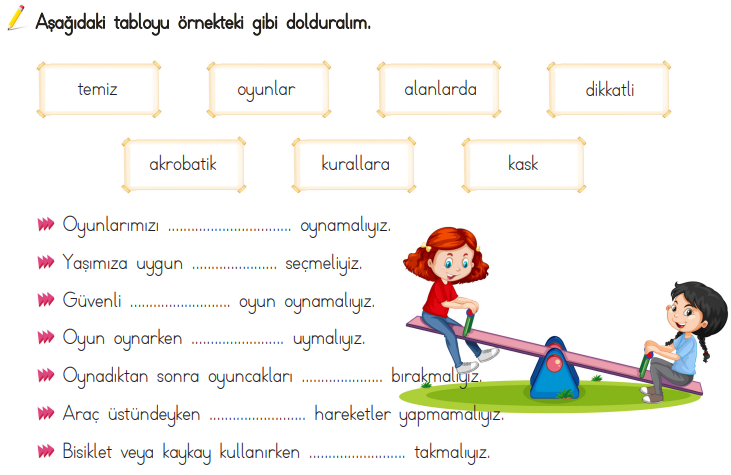 Aşağıdaki tabloyu örnekteki gibi dolduralım.
temiz oyunlar alanlarda dikkatli
akrobatik kurallara kask
Oyunlarımızı ................................ oynamalıyız.
Yaşımıza uygun ...................... seçmeliyiz.
Güvenli .......................... oyun oynamalıyız.
Oyun oynarken ............................ uymalıyız.
Oynadıktan sonra oyuncakları ..................... bırakmalıyız.
Araç üstündeyken ......................... hareketler yapmamalıyız.
Bisiklet veya kaykay kullanırken ......................... takmalıyız.